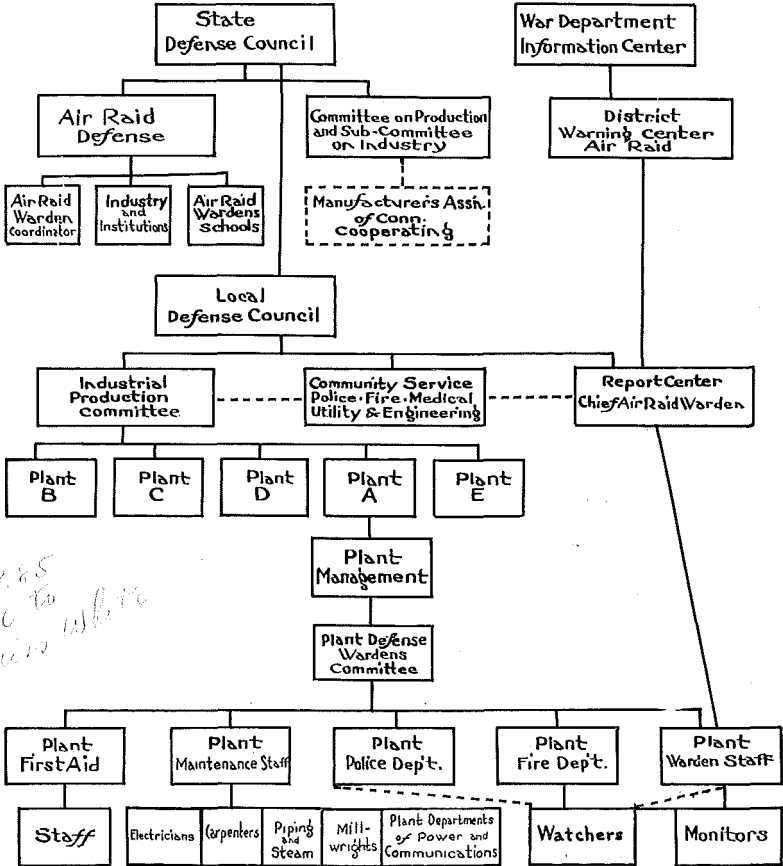 State
Defense Council
War Department
Information Center
Air Raid
Defense
Committee on Production
and Sub-Committee
on Industry
District
Warning Center
Air Raid
Air Raid
Warden
Coordinator
Industry
and
Institutions
Air Raid
Wardens
Schools
Manufacturer's Assn.
of Conn.
Cooperating
Local
Defense Council
Industrial
Production
Committee
Community Service
Police·Fire·Medical
Utility & Engineering
Report Center
Chief Air Raid Warden
Plant
B
Plant
C
Plant
D
Plant
A
Plant
E
Plant
Management
Plant Defense
Wardens
Committee
Plant
First Aid
Plant
Maintenance Staff
Plant
Police Dep't.
Plant
Fire Dep't.
Plant
Warden Staff
Staff
Electricians
Carpenters
Piping
and
Steam
Mill-
wrights
Plant Departments
of Power and
Communications
Watchers
Monitors
to